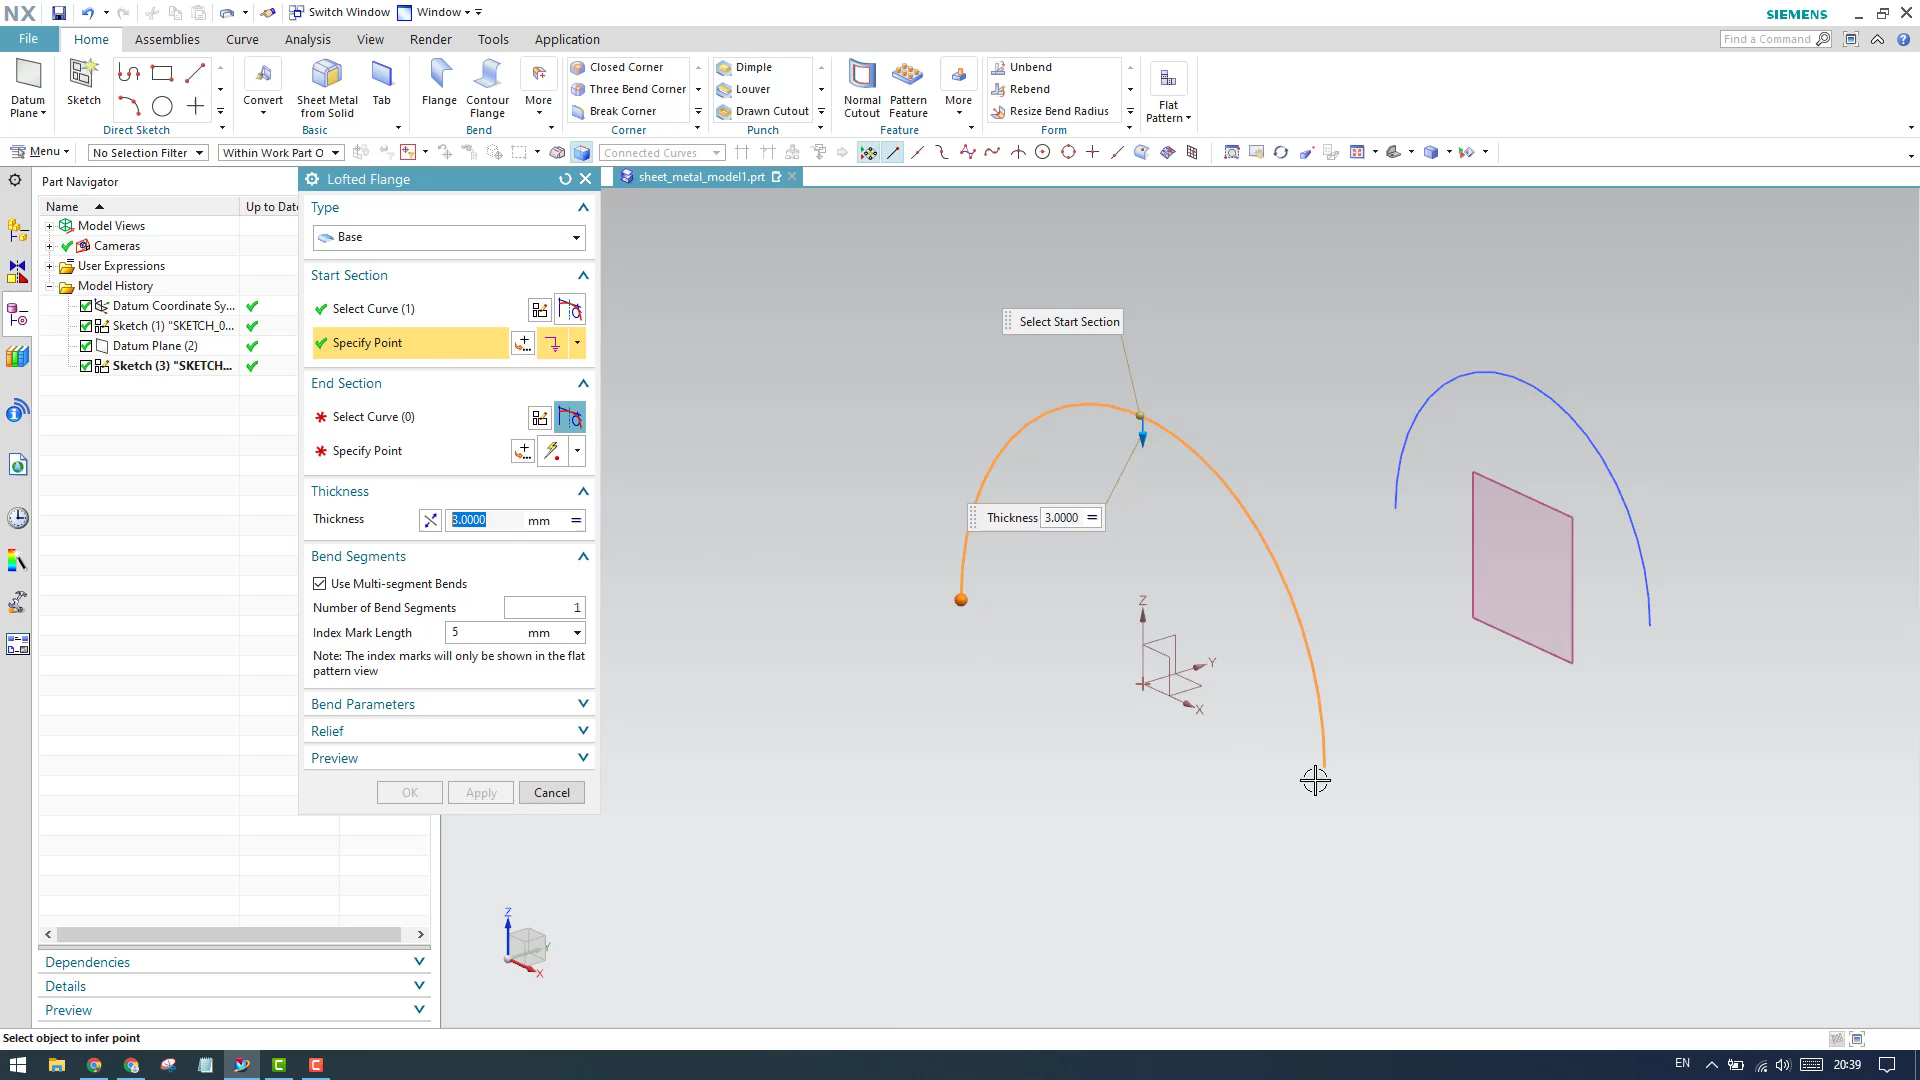 NX Switch Window Window SIEMENS
File Home Assemblies Curve Analysis View Render Tools Application Find a Command
Datum Plane
Sketch
Direct Sketch
Convert
Sheet Metal from Solid
Tab
Basic
Flange
Contour Flange
More
Bend
Closed Corner
Three Bend Corner
Break Corner
Corner
Dimple
Louver
Drawn Cutout
Punch
Normal Cutout
Pattern Feature
More
Feature
Unbend
Rebend
Resize Bend Radius
Form
Flat Pattern
Menu No Selection Filter Within Work Part O Connected Curves
Part Navigator
Name Up to Date
Model Views
Cameras
User Expressions
Model History
Datum Coordinate Sy...
Sketch (1) "SKETCH_0...
Datum Plane (2)
Sketch (3) "SKETCH...
Dependencies
Details
Preview
Lofted Flange
Type
Base
Start Section
Select Curve (1)
Specify Point
End Section
Select Curve (0)
Specify Point
Thickness
Thickness 3.0000 mm
Bend Segments
Use Multi-segment Bends
Number of Bend Segments 1
Index Mark Length 5 mm
Note: The index marks will only be shown in the flat
pattern view
Bend Parameters
Relief
Preview
OK Apply Cancel
sheet_metal_model1.prt
Select Start Section
Thickness 3.0000
Z
Y
X
Z
Y
X
Select object to infer point
EN 20:39